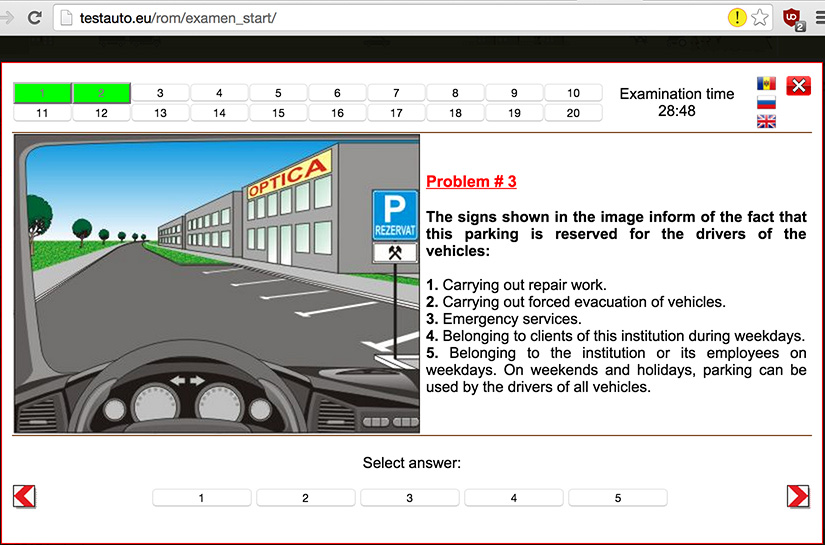 testauto.eu/rom/examen_start/
2
1 2 3 4 5 6 7 8 9 10
11 12 13 14 15 16 17 18 19 20
Examination time
28:48
OPTICA
P
REZERVAT
Problem # 3
The signs shown in the image inform of the fact that
this parking is reserved for the drivers of the
vehicles:
1. Carrying out repair work.
2. Carrying out forced evacuation of vehicles.
3. Emergency services.
4. Belonging to clients of this institution during weekdays.
5. Belonging to the institution or its employees on
weekdays. On weekends and holidays, parking can be
used by the drivers of all vehicles.
Select answer:
1 2 3 4 5